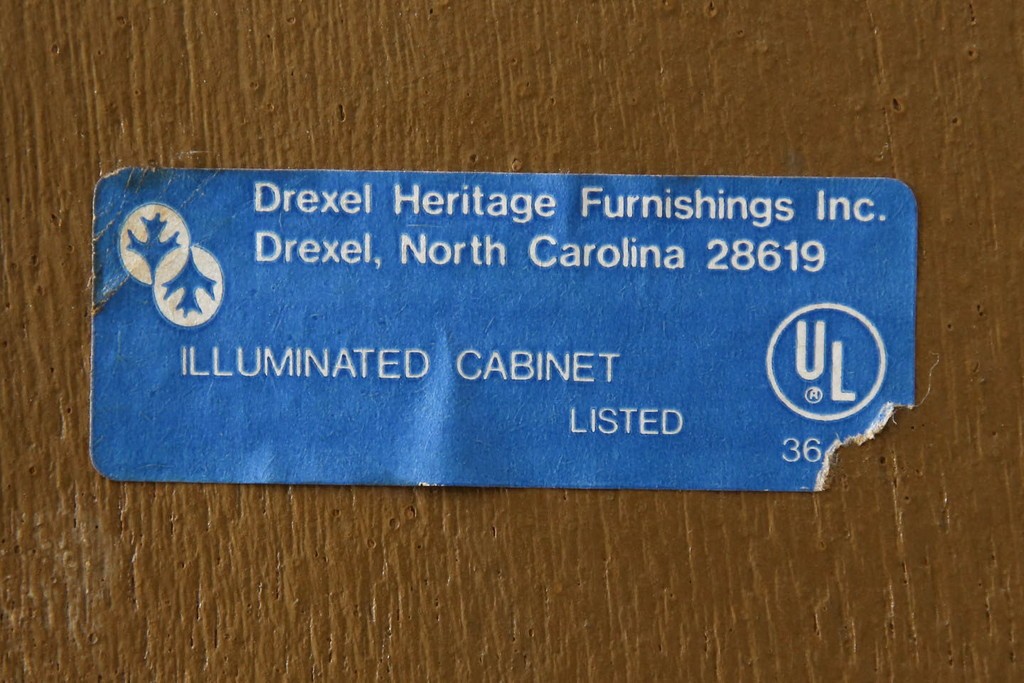 Drexel Heritage Furnishings Inc.
Drexel, North Carolina 28619
ILLUMINATED CABINET
UL®
LISTED
36